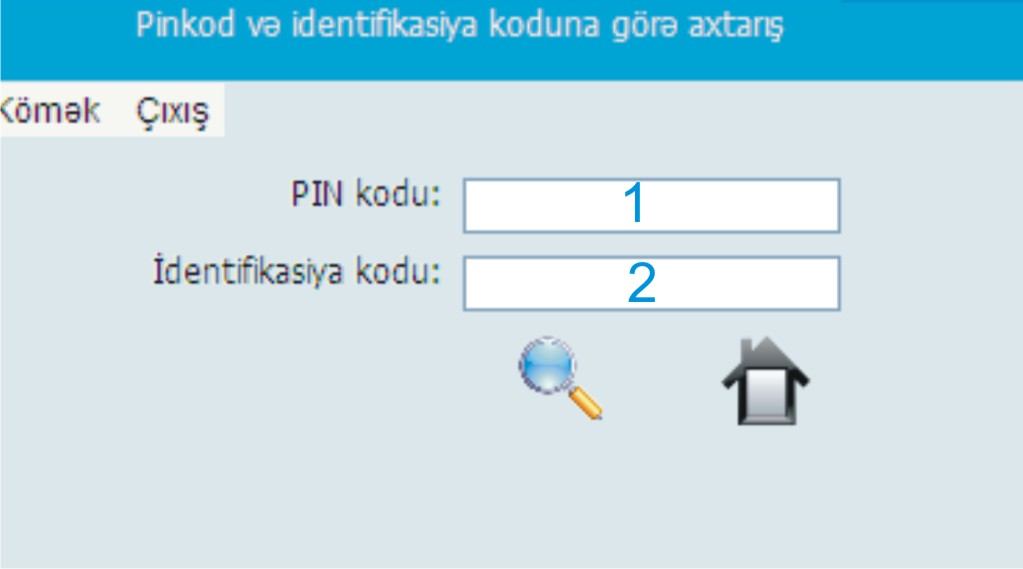 Pinkod və identifikasiya koduna görə axtarış
Kömək Çıxış
PIN kodu: 1
İdentifikasiya kodu: 2